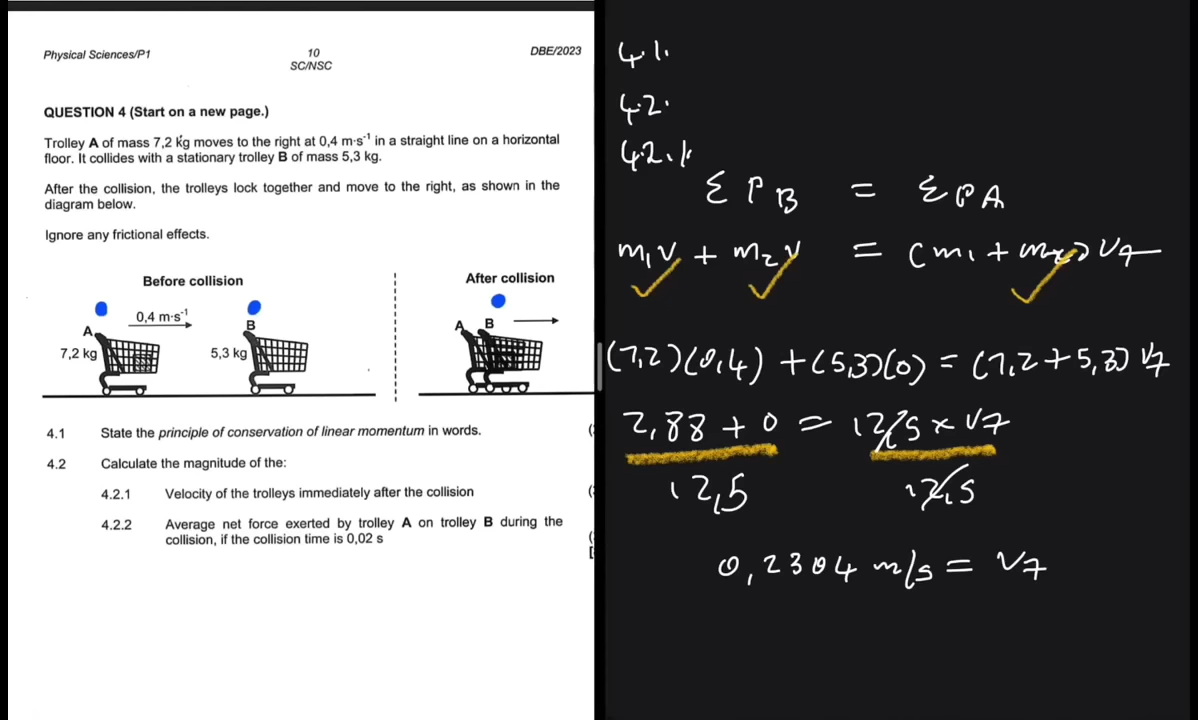 Physical Sciences/P1
10
SC/NSC
DBE/2023
QUESTION 4 (Start on a new page.)
Trolley A of mass 7,2 kg moves to the right at 0,4 m·s⁻¹ in a straight line on a horizontal
floor. It collides with a stationary trolley B of mass 5,3 kg.
After the collision, the trolleys lock together and move to the right, as shown in the
diagram below.
Ignore any frictional effects.
Before collision
After collision
A
0,4 m·s⁻¹
B
7,2 kg
5,3 kg
A B
4.1 State the principle of conservation of linear momentum in words.
4.2 Calculate the magnitude of the:
4.2.1 Velocity of the trolleys immediately after the collision
4.2.2 Average net force exerted by trolley A on trolley B during the
collision, if the collision time is 0,02 s
4.1.
4.2.
4.2.1.
ΣPB = ΣPA
m₁v + m₂v = (m₁ + m₂) vf
(7,2)(0,4) + (5,3)(0) = (7,2 + 5,3) vf
2,88 + 0 = 12,5 × vf
12,5 12,5
0,2304 m/s = vf